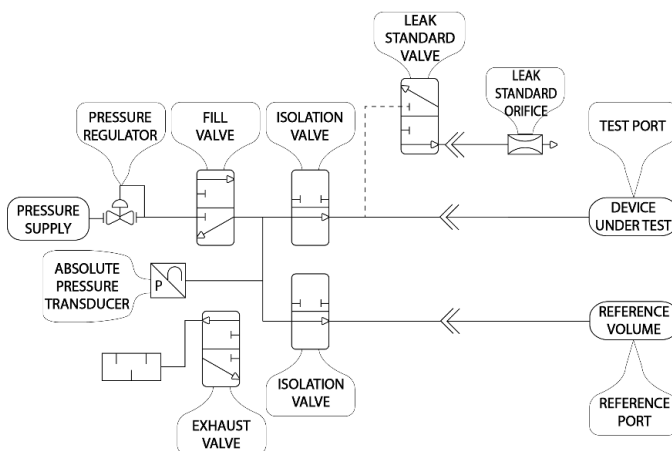 LEAK
STANDARD
VALVE
LEAK
STANDARD
ORIFICE
PRESSURE
REGULATOR
FILL
VALVE
ISOLATION
VALVE
TEST PORT
PRESSURE
SUPPLY
DEVICE
UNDER TEST
ABSOLUTE
PRESSURE
TRANSDUCER
P
REFERENCE
VOLUME
ISOLATION
VALVE
REFERENCE
PORT
EXHAUST
VALVE